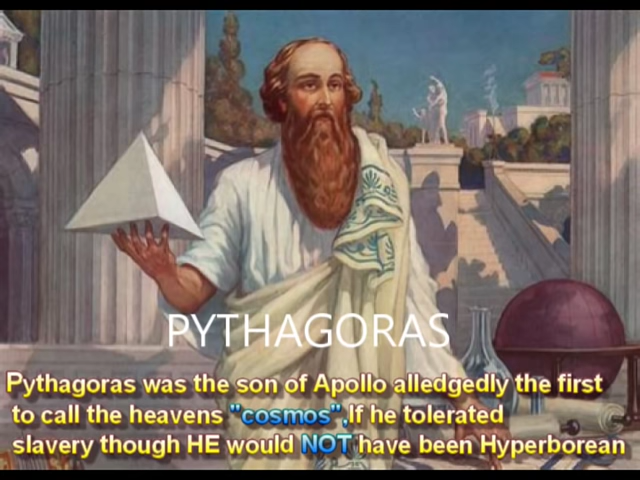 PYTHAGORAS
Pythagoras was the son of Apollo alledgedly the first
to call the heavens "cosmos",If he tolerated
slavery though HE would NOT have been Hyperborean